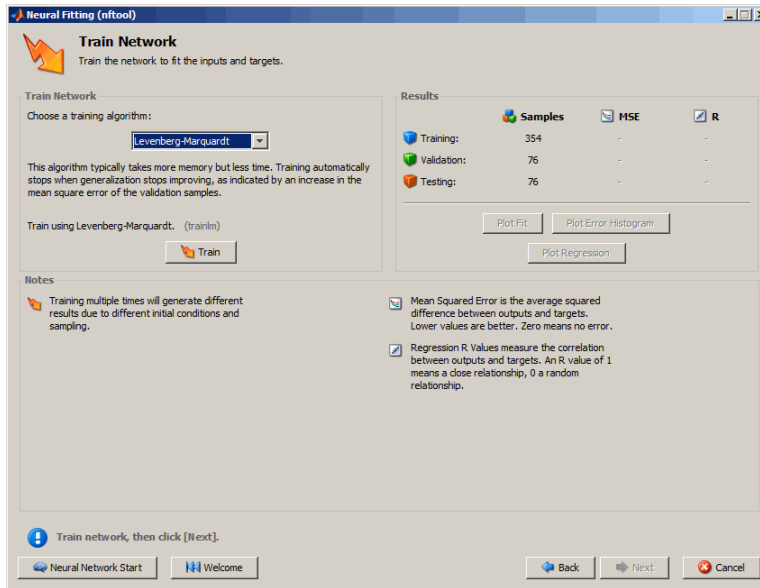 Neural Fitting (nftool)
Train Network
Train the network to fit the inputs and targets.
Train Network
Choose a training algorithm:
Levenberg-Marquardt
This algorithm typically takes more memory but less time. Training automatically
stops when generalization stops improving, as indicated by an increase in the
mean square error of the validation samples.
Train using Levenberg-Marquardt. (trainlm)
Train
Results
Samples MSE R
Training: 354 - -
Validation: 76 - -
Testing: 76 - -
Plot Fit Plot Error Histogram
Plot Regression
Notes
Training multiple times will generate different
results due to different initial conditions and
sampling.
Mean Squared Error is the average squared
difference between outputs and targets.
Lower values are better. Zero means no error.
Regression R Values measure the correlation
between outputs and targets. An R value of 1
means a close relationship, 0 a random
relationship.
Train network, then click [Next].
Neural Network Start Welcome Back Next Cancel